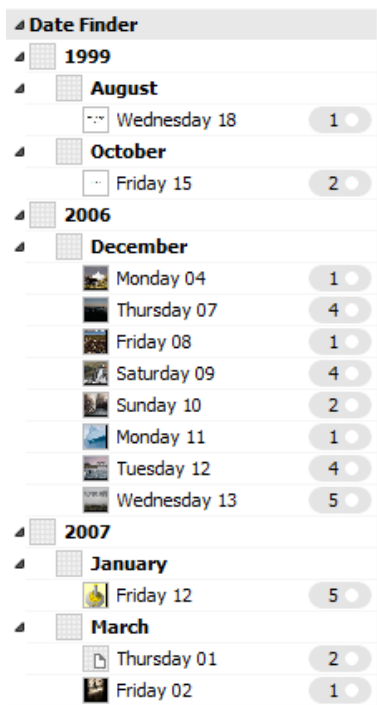 Date Finder
1999
August
Wednesday 18 1
October
Friday 15 2
2006
December
Monday 04 1
Thursday 07 4
Friday 08 1
Saturday 09 4
Sunday 10 2
Monday 11 1
Tuesday 12 4
Wednesday 13 5
2007
January
Friday 12 5
March
Thursday 01 2
Friday 02 1